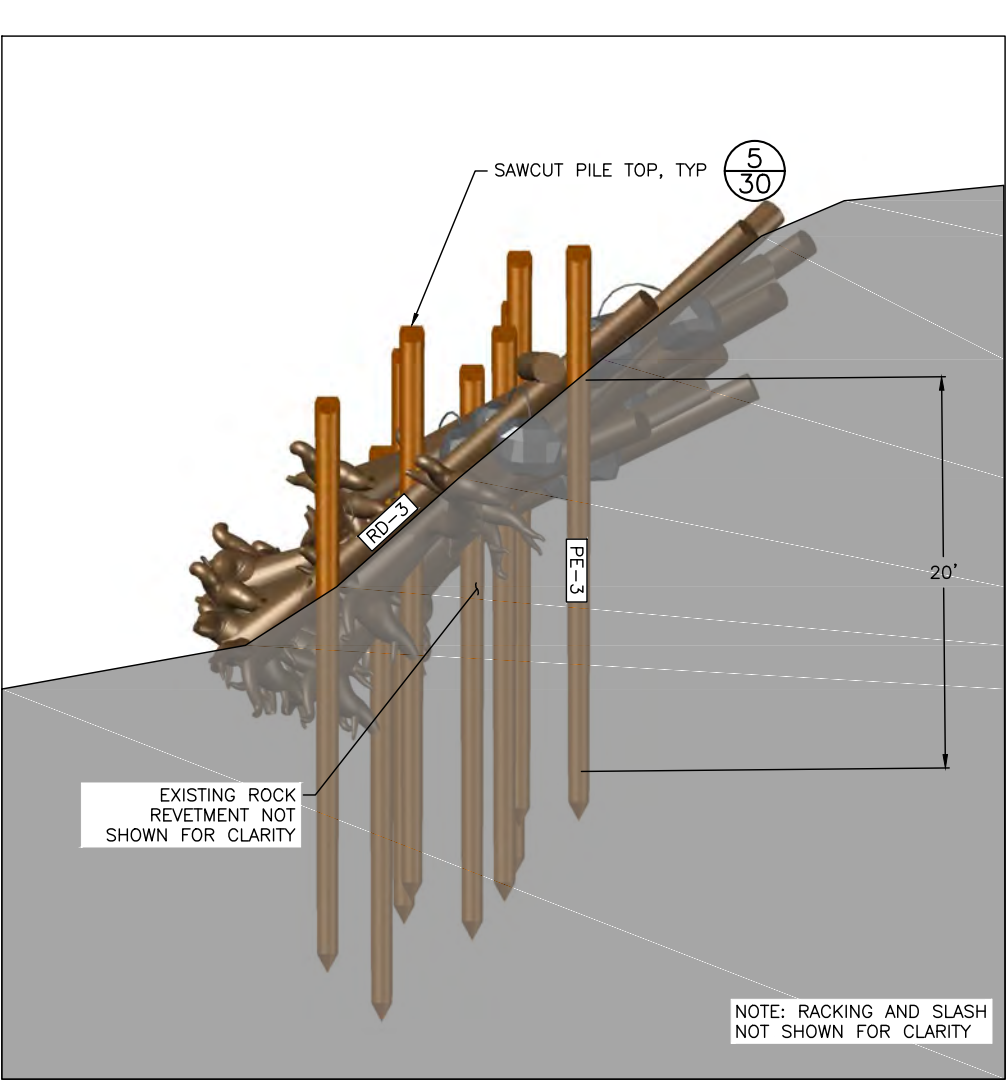 SAWCUT PILE TOP, TYP
5
30
RD-3
PE-3
20'
EXISTING ROCK
REVETMENT NOT
SHOWN FOR CLARITY
NOTE: RACKING AND SLASH
NOT SHOWN FOR CLARITY